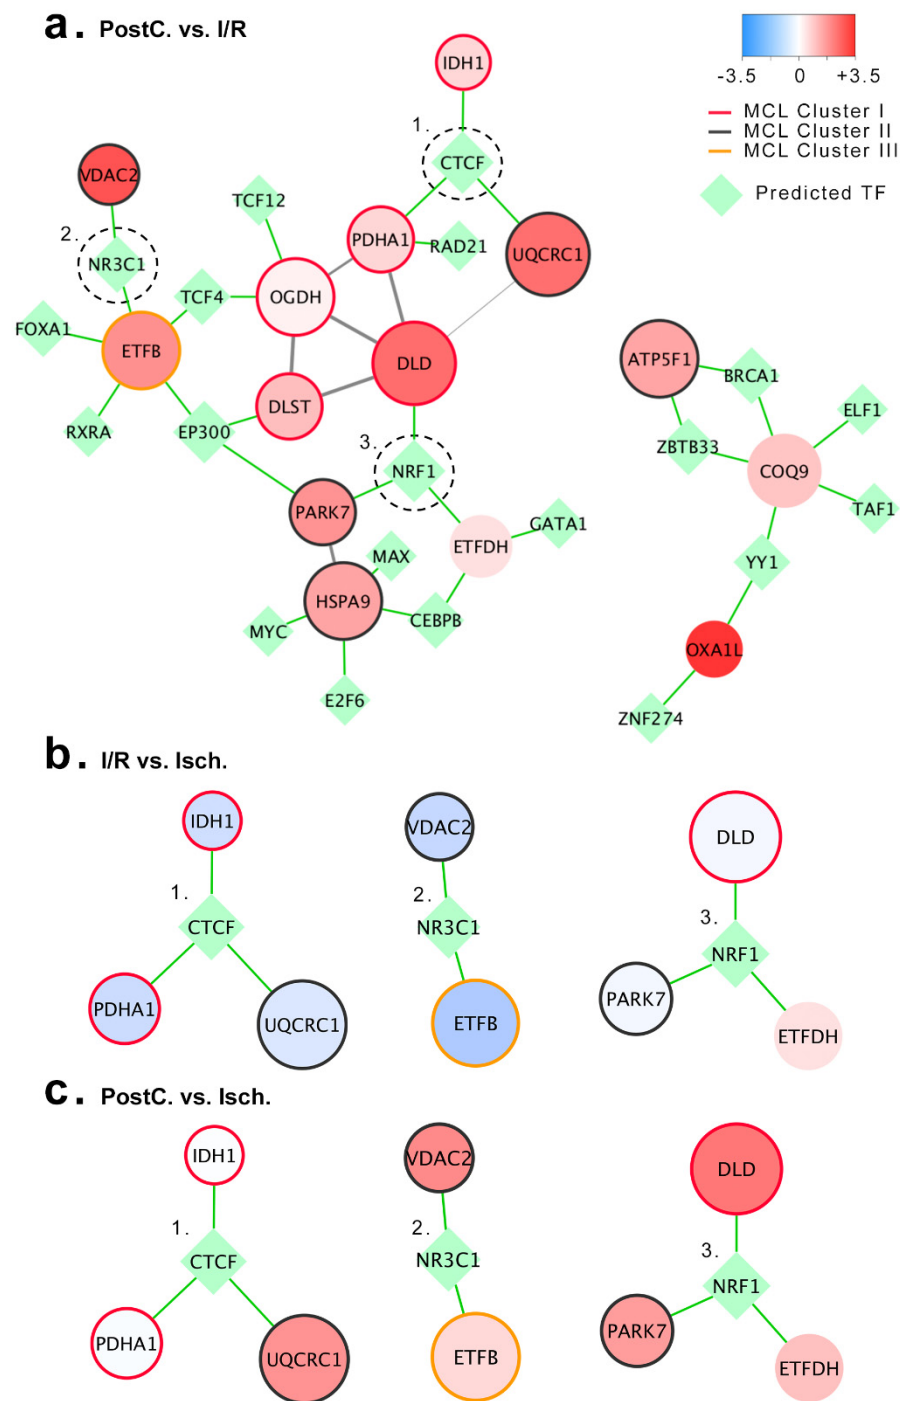 a. PostC. vs. I/R
-3.5 0 +3.5
MCL Cluster I
MCL Cluster II
MCL Cluster III
Predicted TF
IDH1
1.
CTCF
VDAC2
TCF12
2.
PDHA1
RAD21
UQCRC1
NR3C1
TCF4
OGDH
FOXA1
ETFB
DLD
ATP5F1
BRCA1
DLST
ELF1
RXRA
EP300
3.
ZBTB33
NRF1
COQ9
PARK7
TAF1
GATA1
ETFDH
MAX
YY1
HSPA9
MYC
CEBPB
OXA1L
E2F6
ZNF274
b. I/R vs. Isch.
IDH1
VDAC2
DLD
1.
2.
3.
CTCF
NR3C1
NRF1
PDHA1
UQCRC1
ETFB
PARK7
ETFDH
c. PostC. vs. Isch.
IDH1
VDAC2
DLD
1.
2.
3.
CTCF
NR3C1
NRF1
PDHA1
UQCRC1
ETFB
PARK7
ETFDH